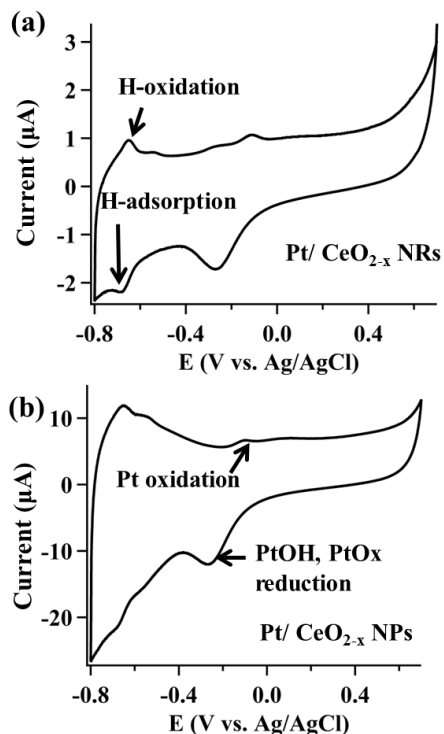 (a)
3
2
1
0
-1
-2
Current (µA)
H-oxidation
H-adsorption
Pt/ CeO2-x NRs
-0.8 -0.4 0.0 0.4
E (V vs. Ag/AgCl)
(b)
10
0
-10
-20
Current (µA)
Pt oxidation
PtOH, PtOx
reduction
Pt/ CeO2-x NPs
-0.8 -0.4 0.0 0.4
E (V vs. Ag/AgCl)